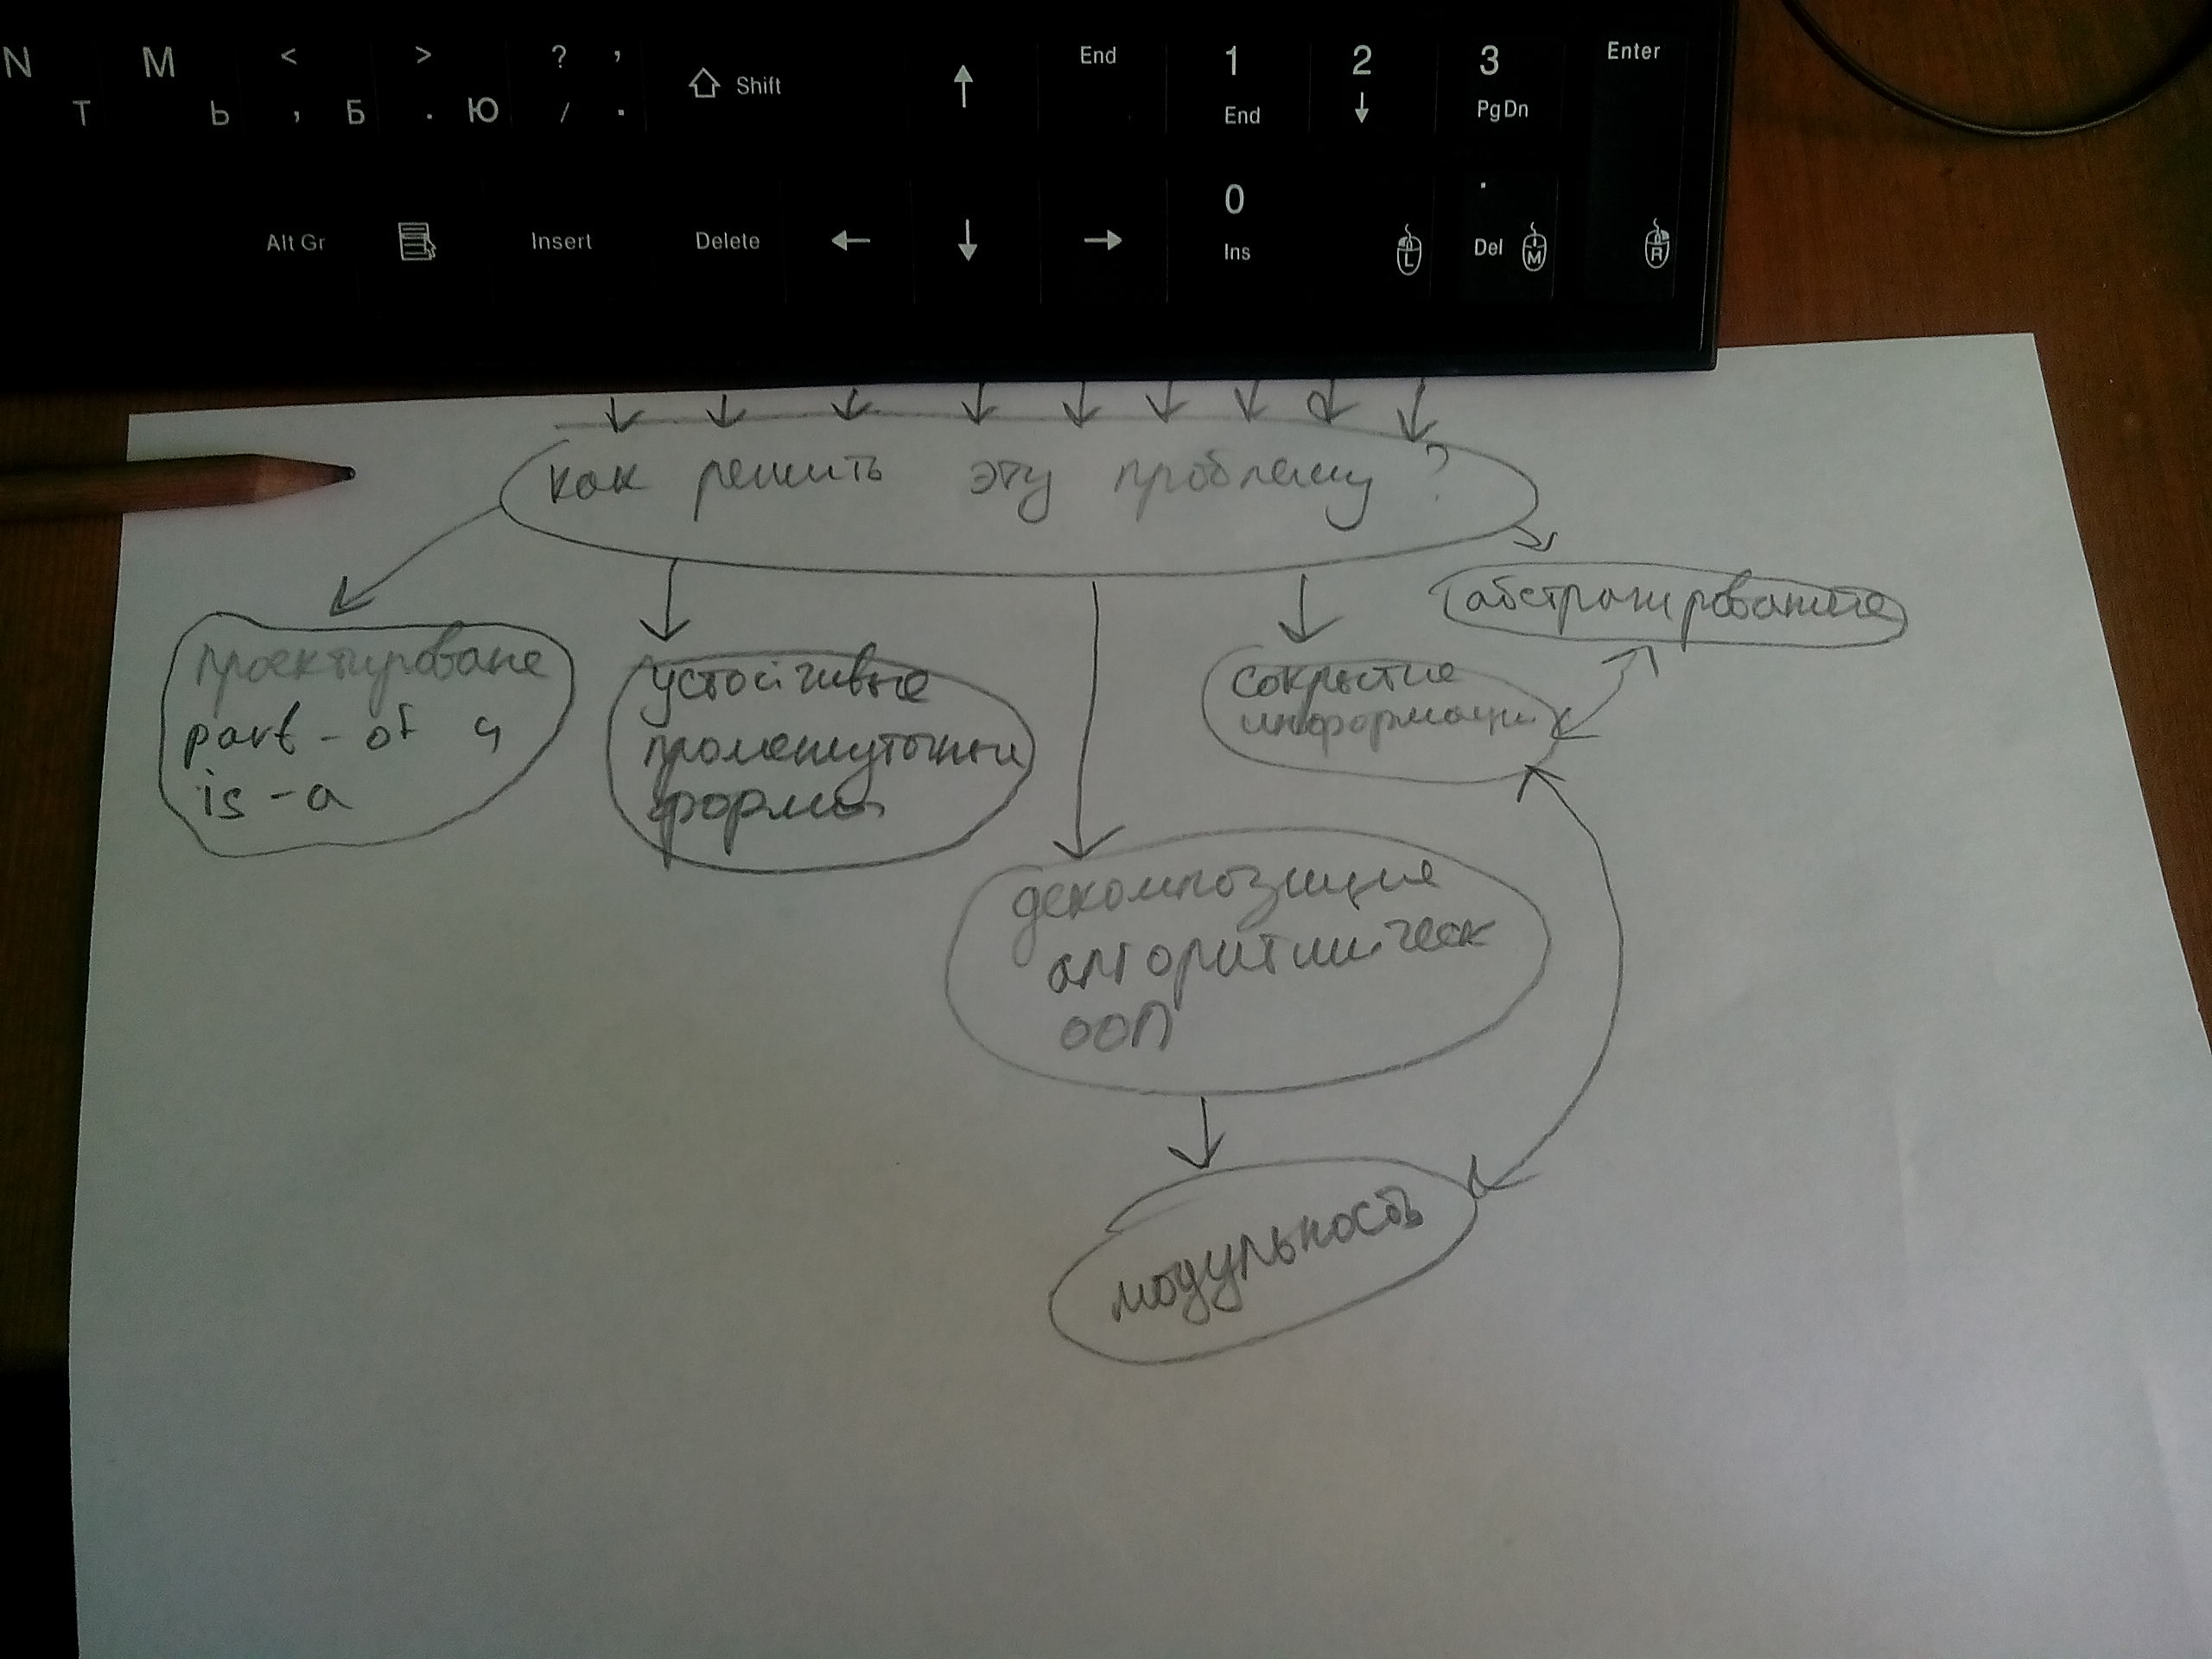 N M < > ? , Shift ↑ End 1 2 3 Enter
Т Ь , Б . Ю / . End ↓ PgDn
0 .
Alt Gr Insert Delete ← ↓ → Ins L Del M R
как решить эту проблему?
абстрагирование
проектироване
part-of и
is-a
устойчивые
промежуточные
формы
сокрытие
информации
декомпозиция
алгоритмическ
ООП
модульность